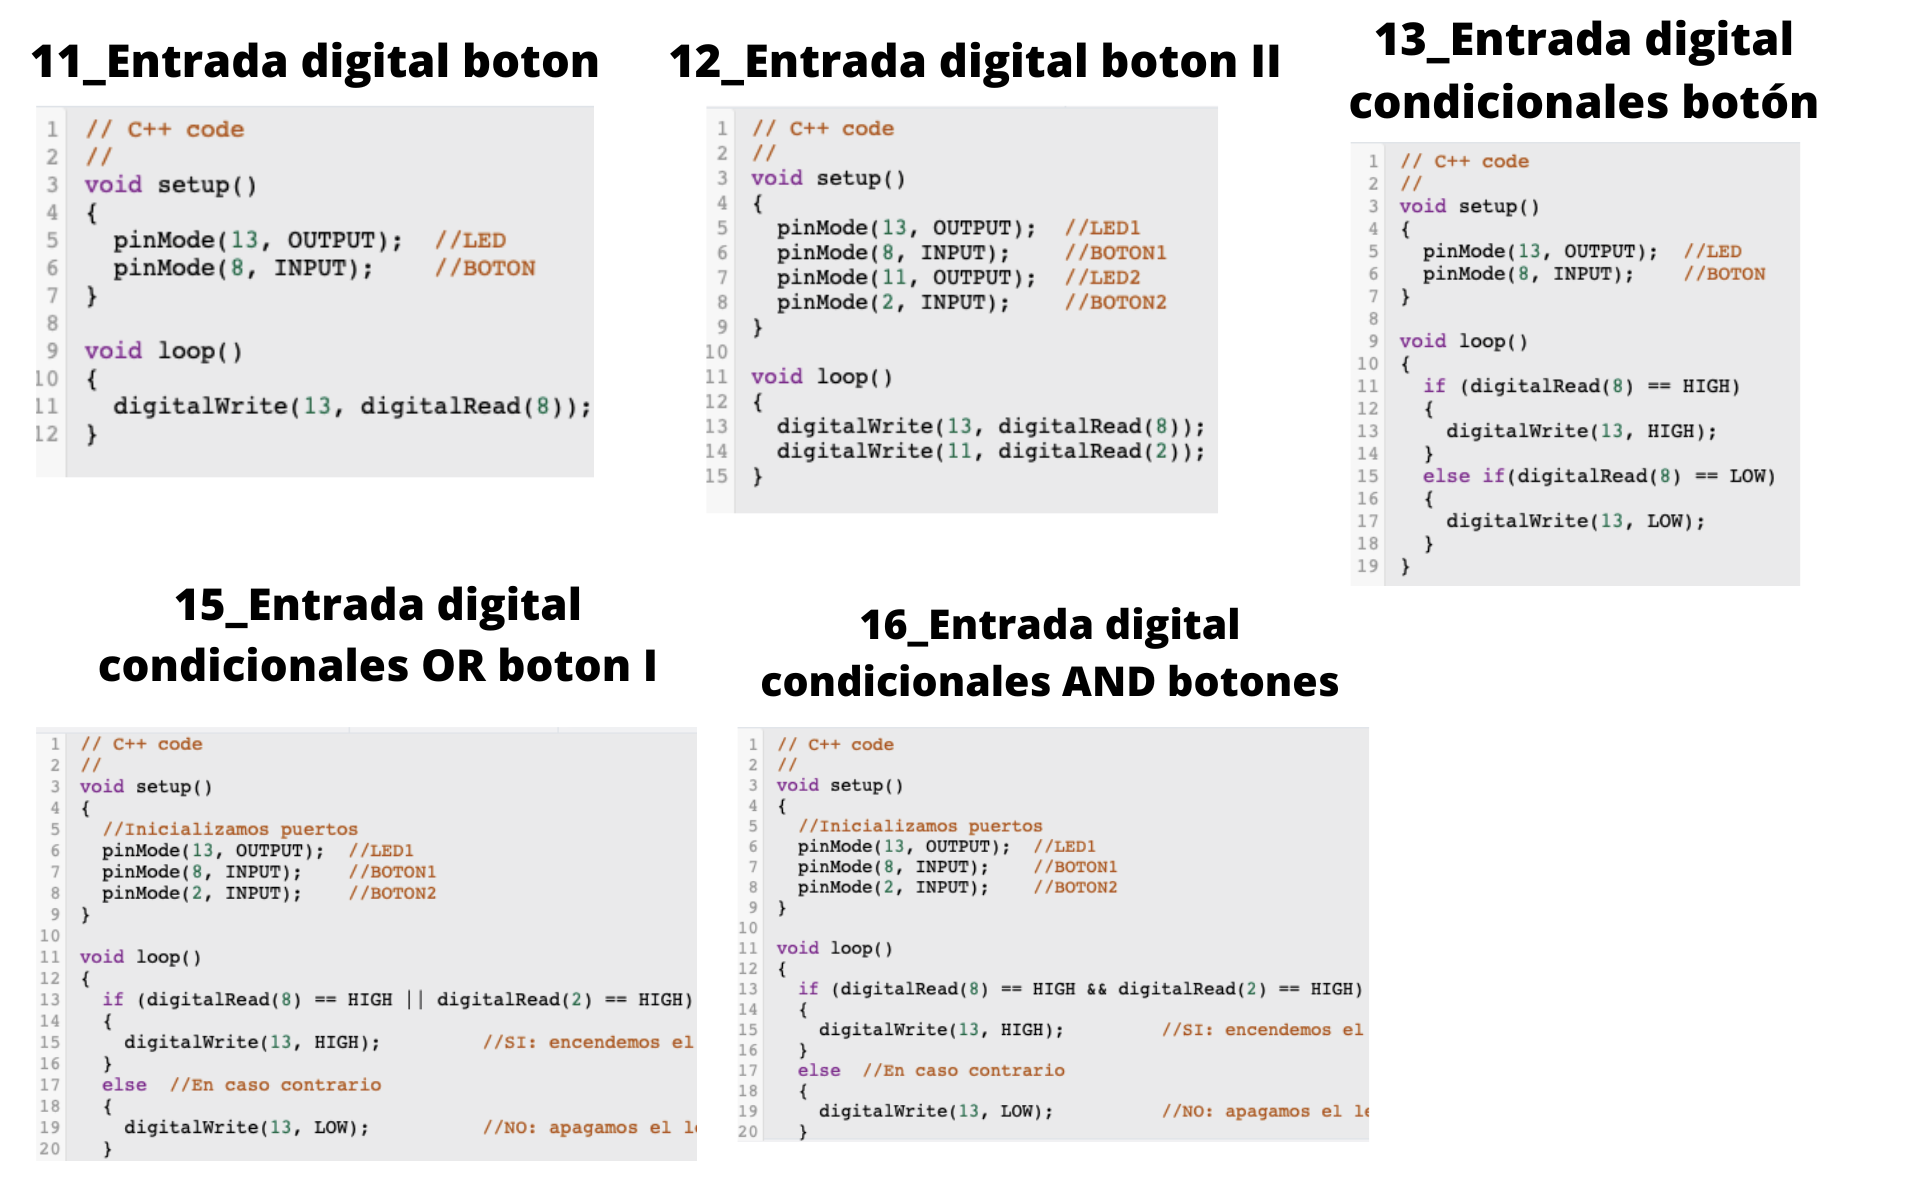 11_Entrada digital boton
1 // C++ code
2 //
3 void setup()
4 {
5 pinMode(13, OUTPUT); //LED
6 pinMode(8, INPUT); //BOTON
7 }
8
9 void loop()
10 {
11 digitalWrite(13, digitalRead(8));
12 }
12_Entrada digital boton II
1 // C++ code
2 //
3 void setup()
4 {
5 pinMode(13, OUTPUT); //LED1
6 pinMode(8, INPUT); //BOTON1
7 pinMode(11, OUTPUT); //LED2
8 pinMode(2, INPUT); //BOTON2
9 }
10
11 void loop()
12 {
13 digitalWrite(13, digitalRead(8));
14 digitalWrite(11, digitalRead(2));
15 }
13_Entrada digital
condicionales botón
1 // C++ code
2 //
3 void setup()
4 {
5 pinMode(13, OUTPUT); //LED
6 pinMode(8, INPUT); //BOTON
7 }
8
9 void loop()
10 {
11 if (digitalRead(8) == HIGH)
12 {
13 digitalWrite(13, HIGH);
14 }
15 else if(digitalRead(8) == LOW)
16 {
17 digitalWrite(13, LOW);
18 }
19 }
15_Entrada digital
condicionales OR boton I
1 // C++ code
2 //
3 void setup()
4 {
5 //Inicializamos puertos
6 pinMode(13, OUTPUT); //LED1
7 pinMode(8, INPUT); //BOTON1
8 pinMode(2, INPUT); //BOTON2
9 }
10
11 void loop()
12 {
13 if (digitalRead(8) == HIGH || digitalRead(2) == HIGH)
14 {
15 digitalWrite(13, HIGH); //SI: encendemos el
16 }
17 else //En caso contrario
18 {
19 digitalWrite(13, LOW); //NO: apagamos el
20 }
16_Entrada digital
condicionales AND botones
1 // C++ code
2 //
3 void setup()
4 {
5 //Inicializamos puertos
6 pinMode(13, OUTPUT); //LED1
7 pinMode(8, INPUT); //BOTON1
8 pinMode(2, INPUT); //BOTON2
9 }
10
11 void loop()
12 {
13 if (digitalRead(8) == HIGH && digitalRead(2) == HIGH)
14 {
15 digitalWrite(13, HIGH); //SI: encendemos el
16 }
17 else //En caso contrario
18 {
19 digitalWrite(13, LOW); //NO: apagamos el
20 }